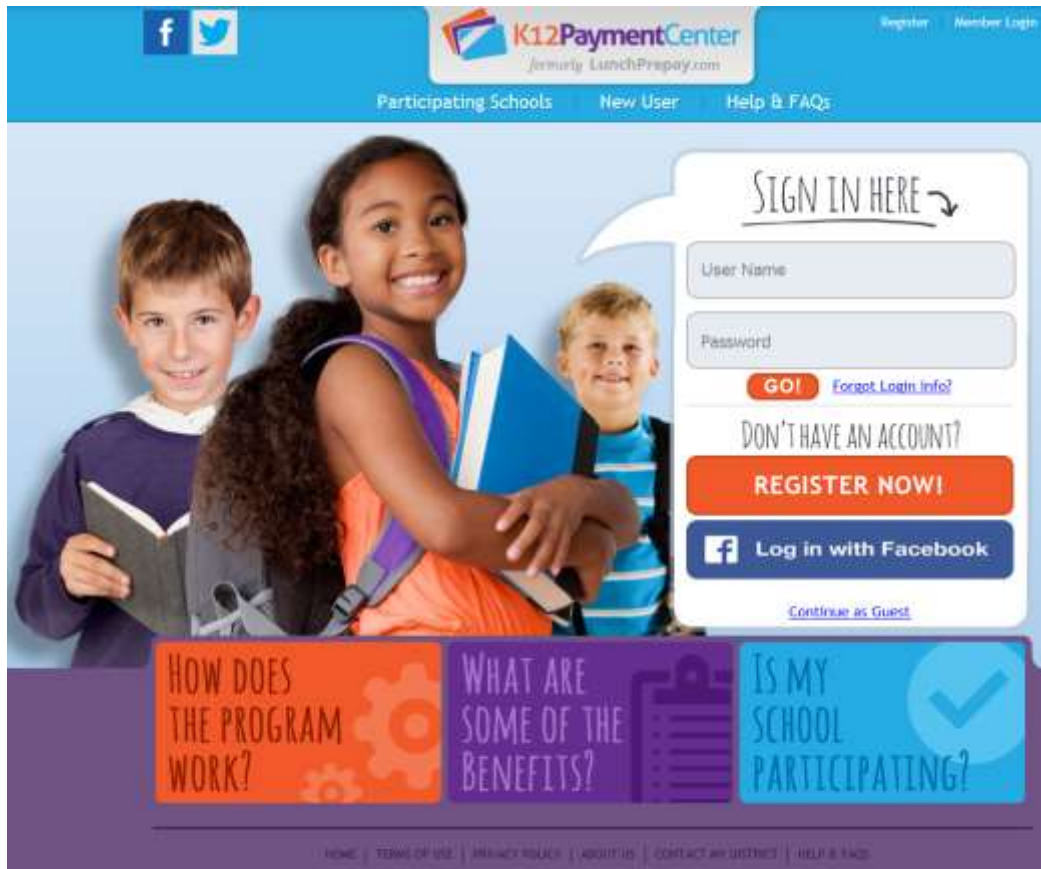 Register Member Login
K12PaymentCenter
formerly LunchPrepay.com
Participating Schools New User Help & FAQs
SIGN IN HERE
User Name
Password
GO! Forgot Login Info?
DON'T HAVE AN ACCOUNT?
REGISTER NOW!
Log in with Facebook
Continue as Guest
HOW DOES
THE PROGRAM
WORK?
WHAT ARE
SOME OF THE
BENEFITS?
IS MY
SCHOOL
PARTICIPATING?
HOME | TERMS OF USE | PRIVACY POLICY | ABOUT US | CONTACT MY DISTRICT | HELP & FAQS